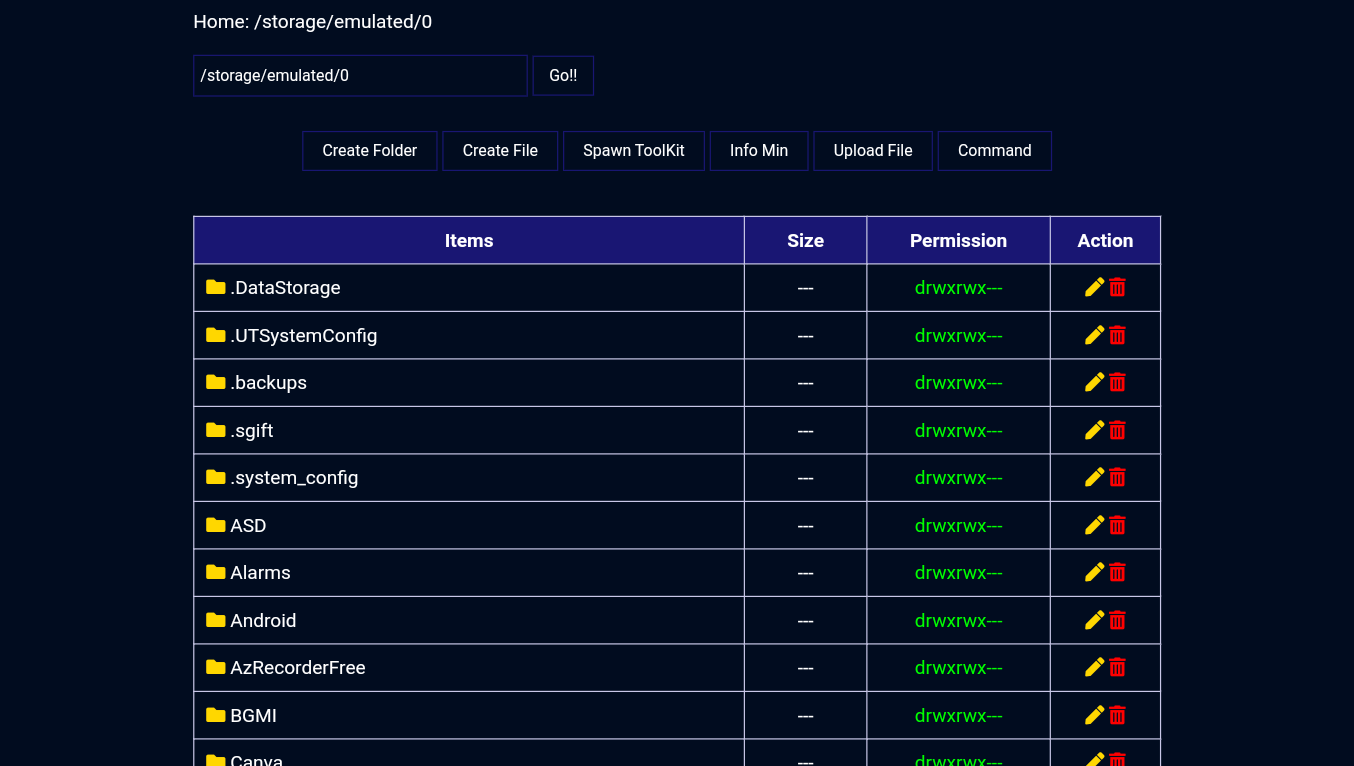 Home: /storage/emulated/0
/storage/emulated/0 Go!!
Create Folder Create File Spawn ToolKit Info Min Upload File Command
Items Size Permission Action
.DataStorage --- drwxrwx---
.UTSystemConfig --- drwxrwx---
.backups --- drwxrwx---
.sgift --- drwxrwx---
.system_config --- drwxrwx---
ASD --- drwxrwx---
Alarms --- drwxrwx---
Android --- drwxrwx---
AzRecorderFree --- drwxrwx---
BGMI --- drwxrwx---
Canva --- drwxrwx---